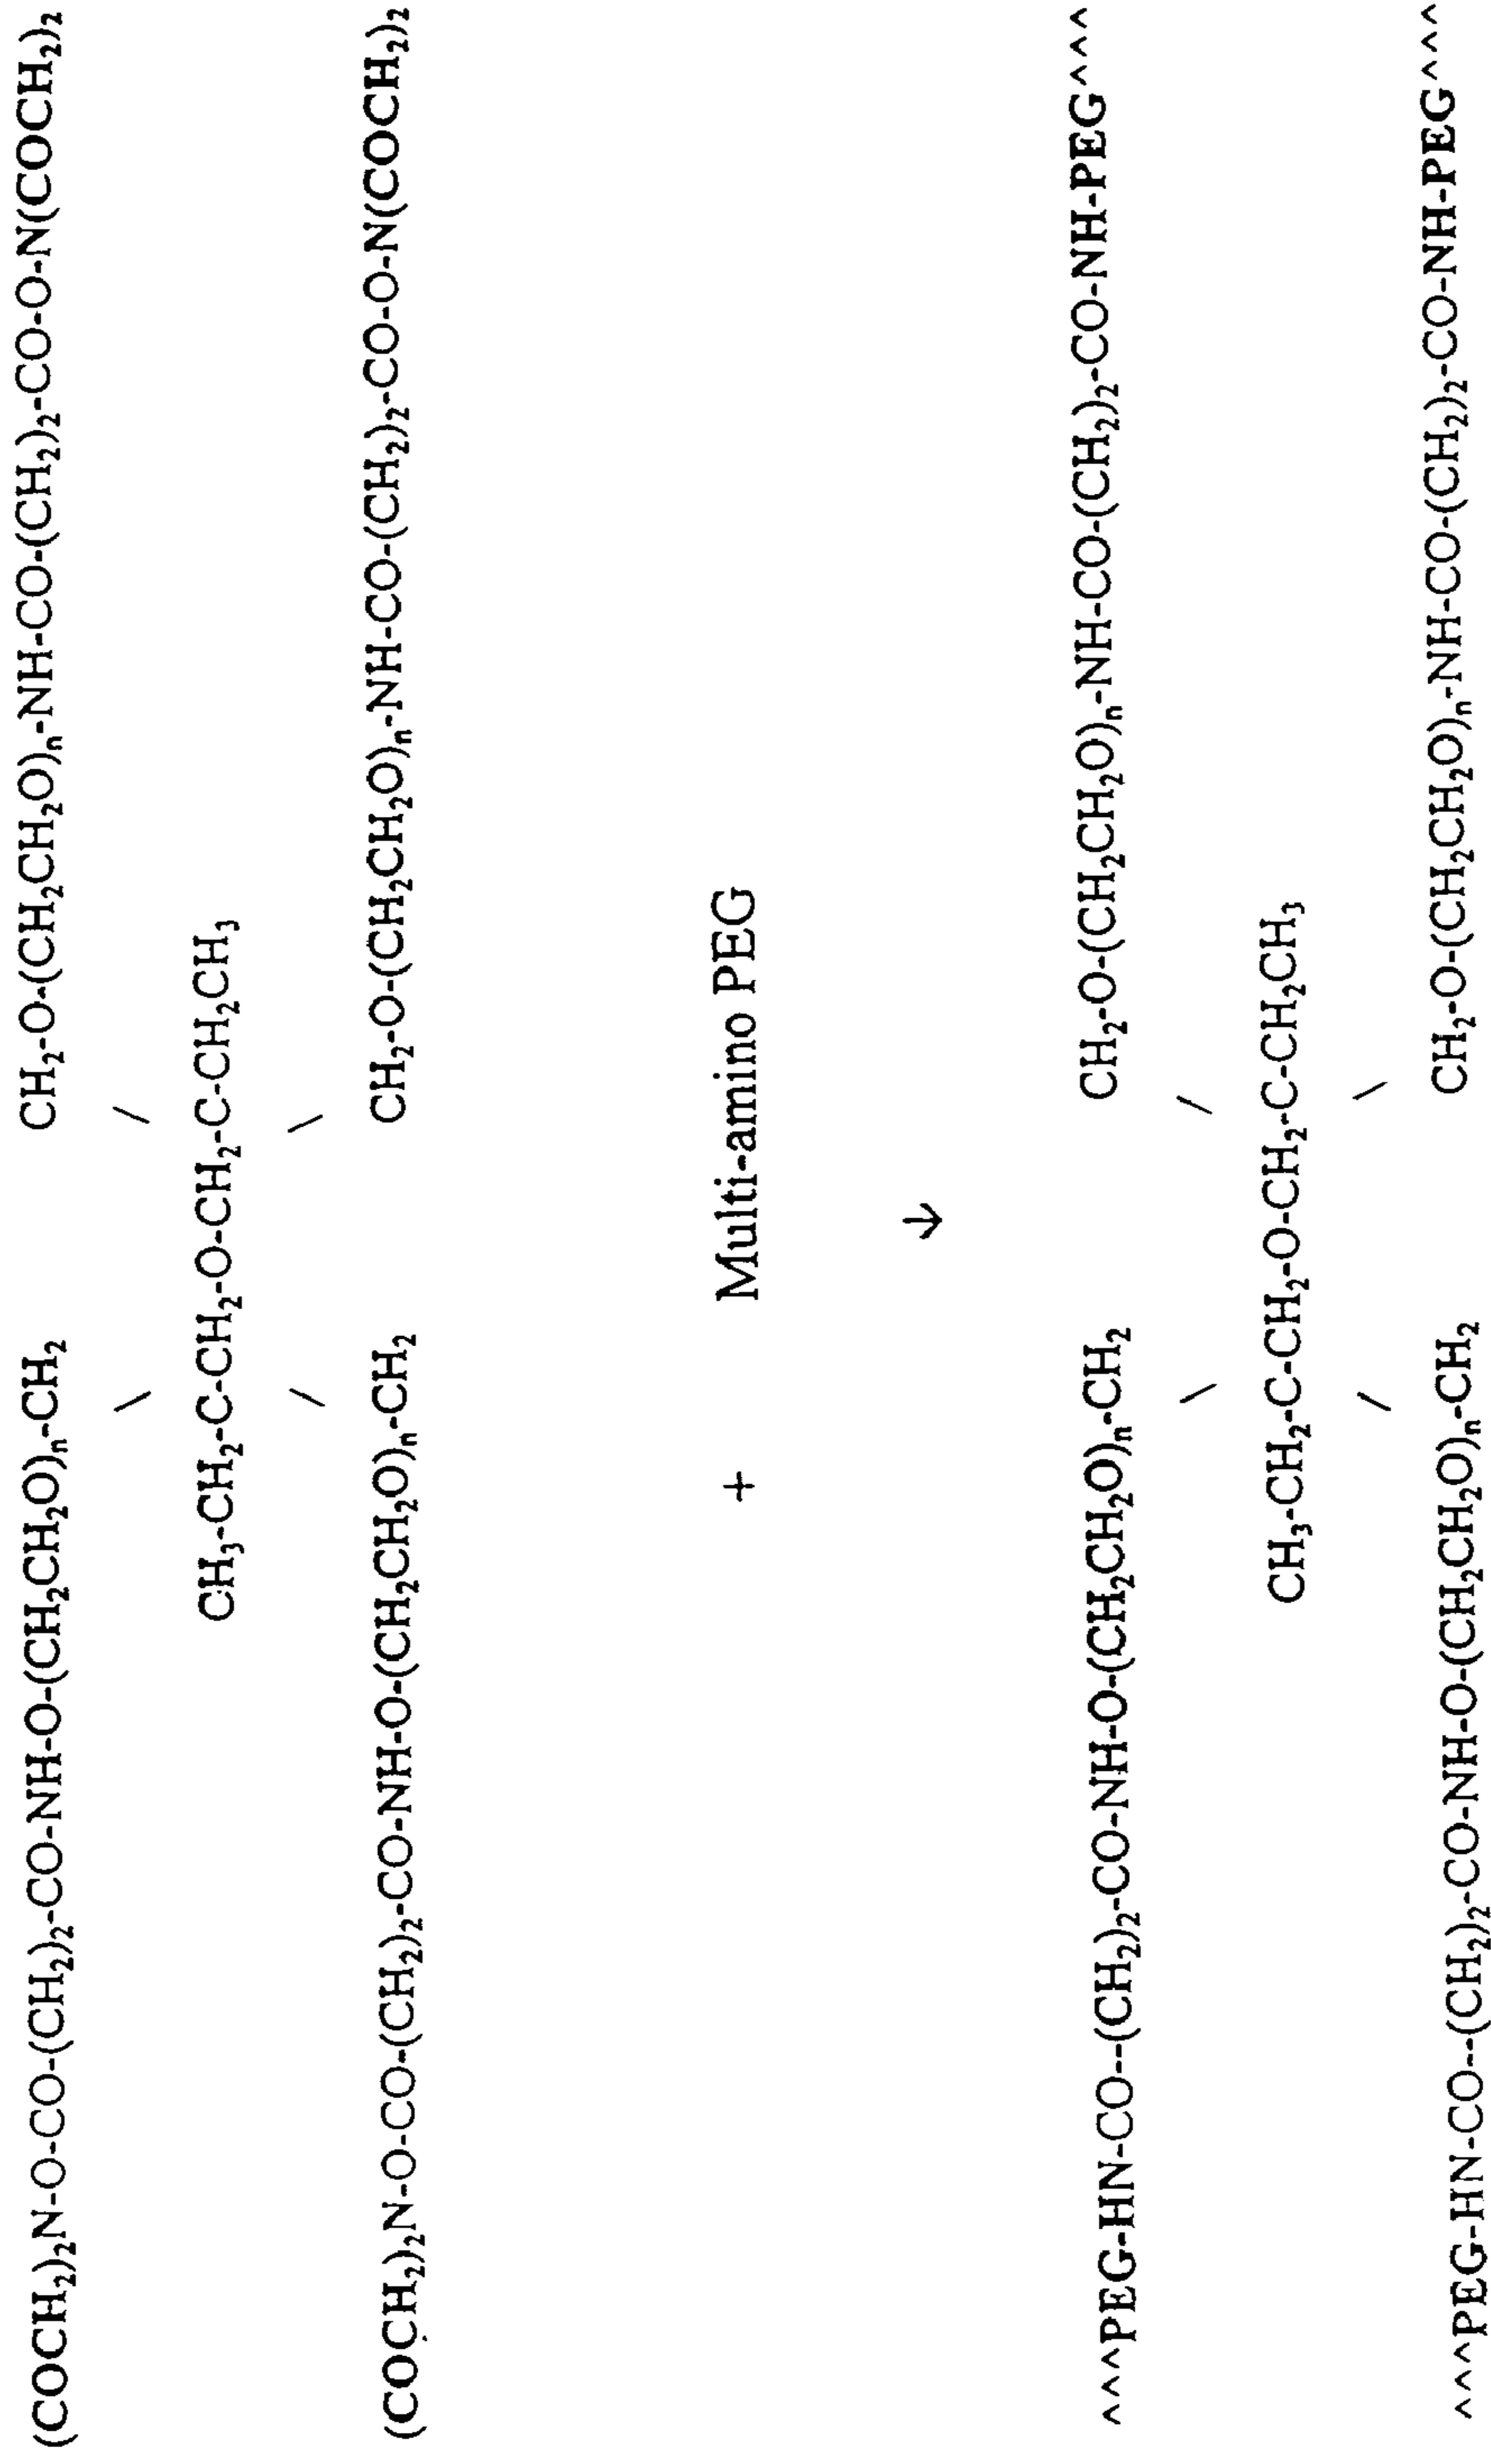 (COCH₂)₂N-O-CO-(CH₂)₂-CO-NH-O-(CH₂CH₂O)ₙ-CH₂ CH₂-O-(CH₂CH₂O)ₙ-NH-CO-(CH₂)₂-CO-O-N(COCH₂)₂
\ /
CH₃-CH₂-C-CH₂-O-CH₂-C-CH₂CH₃
/ \
(COCH₂)₂N-O-CO-(CH₂)₂-CO-NH-O-(CH₂CH₂O)ₙ-CH₂ CH₂-O-(CH₂CH₂O)ₙ-NH-CO-(CH₂)₂-CO-O-N(COCH₂)₂
+ Multi-amino PEG
↓
^^^PEG-HN-CO--(CH₂)₂-CO-NH-O-(CH₂CH₂O)ₙ-CH₂ CH₂-O-(CH₂CH₂O)ₙ-NH-CO-(CH₂)₂-CO-NH-PEG^^^
\ /
CH₃-CH₂-C-CH₂-O-CH₂-C-CH₂CH₃
/ \
^^^PEG-HN-CO--(CH₂)₂-CO-NH-O-(CH₂CH₂O)ₙ-CH₂ CH₂-O-(CH₂CH₂O)ₙ-NH-CO-(CH₂)₂-CO-NH-PEG^^^